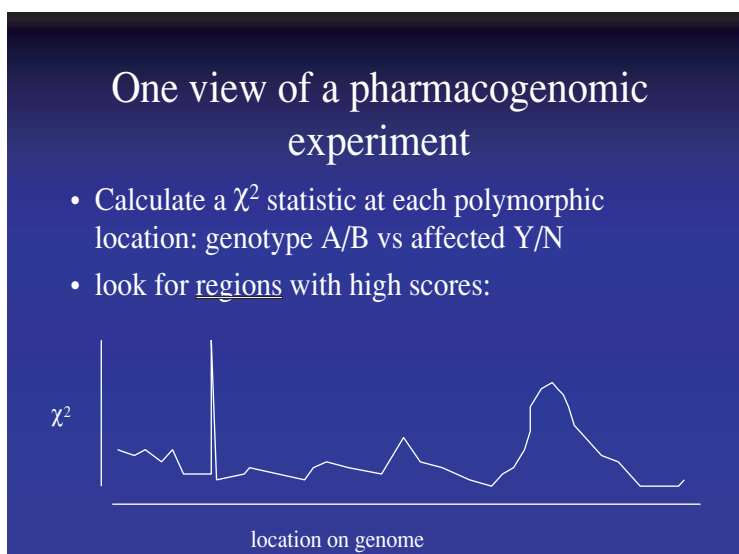 One view of a pharmacogenomic
experiment
• Calculate a χ² statistic at each polymorphic
location: genotype A/B vs affected Y/N
• look for regions with high scores:
χ²
location on genome